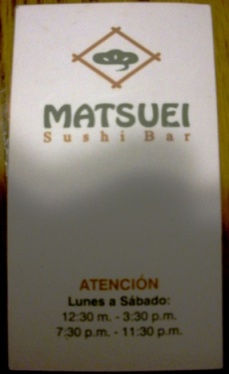 MATSUEI
Sushi Bar
ATENCIÓN
Lunes a Sábado:
12:30 m. - 3:30 p.m.
7:30 p.m. - 11:30 p.m.